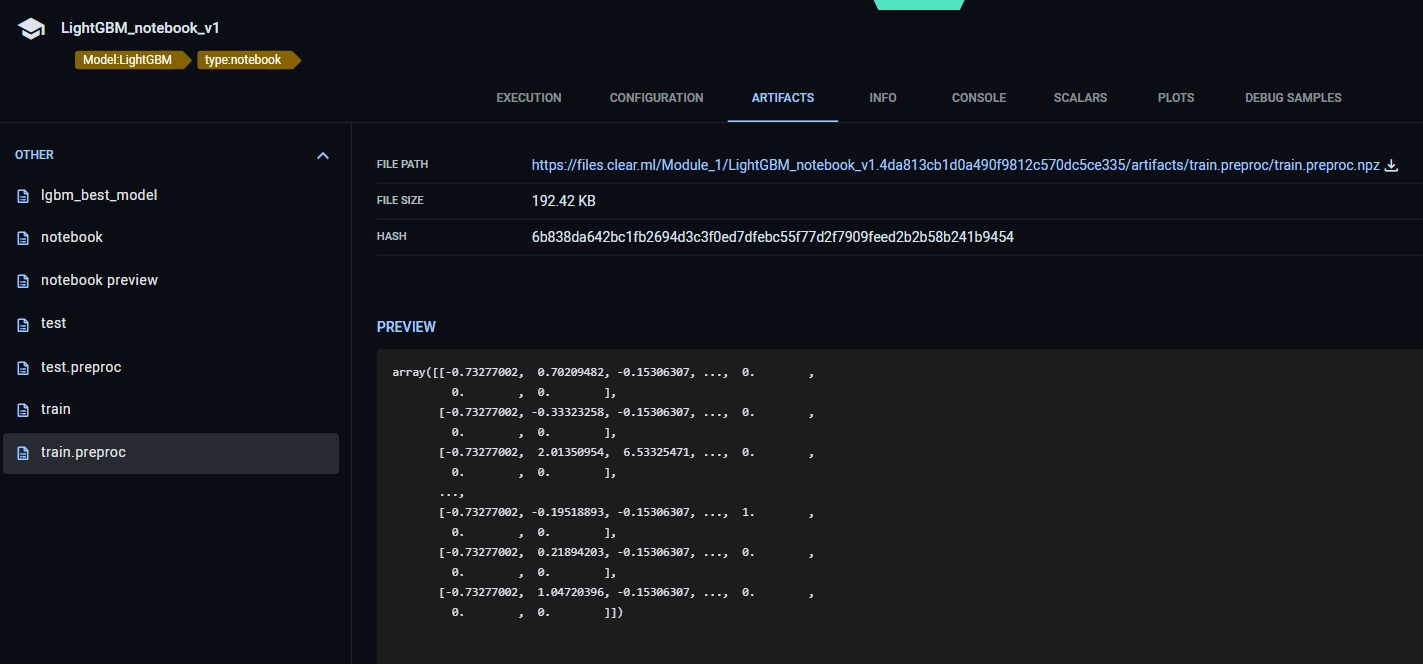 LightGBM_notebook_v1
Model:LightGBM type:notebook
EXECUTION CONFIGURATION ARTIFACTS INFO CONSOLE SCALARS PLOTS DEBUG SAMPLES
OTHER
lgbm_best_model
notebook
notebook preview
test
test.preproc
train
train.preproc
FILE PATH https://files.clear.ml/Module_1/LightGBM_notebook_v1.4da813cb1d0a490f9812c570dc5ce335/artifacts/train.preproc/train.preproc.npz
FILE SIZE 192.42 KB
HASH 6b838da642bc1fb2694d3c3f0ed7dfebc55f77d2f7909feed2b2b58b241b9454
PREVIEW
array([[-0.73277002,  0.70209482, -0.15306307, ...,  0.        ,
         0.        ,  0.        ],
       [-0.73277002, -0.33323258, -0.15306307, ...,  0.        ,
         0.        ,  0.        ],
       [-0.73277002,  2.01350954,  6.53325471, ...,  0.        ,
         0.        ,  0.        ],
       ...,
       [-0.73277002, -0.19518893, -0.15306307, ...,  1.        ,
         0.        ,  0.        ],
       [-0.73277002,  0.21894203, -0.15306307, ...,  0.        ,
         0.        ,  0.        ],
       [-0.73277002,  1.04720396, -0.15306307, ...,  0.        ,
         0.        ,  0.        ]])